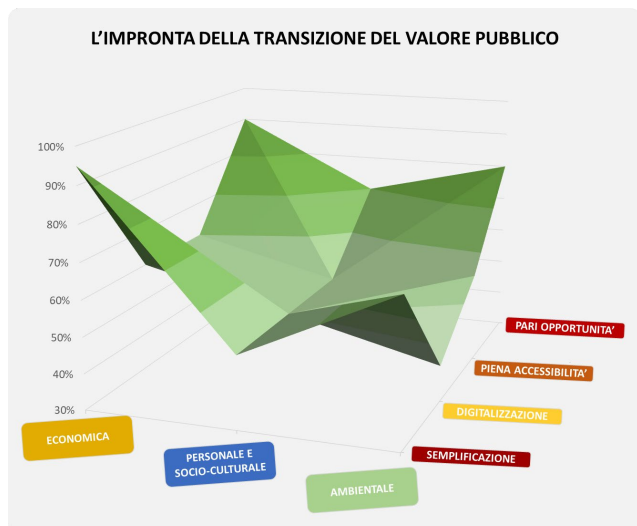 L'IMPRONTA DELLA TRANSIZIONE DEL VALORE PUBBLICO
100%
90%
80%
70%
60%
50%
40%
30%
PARI OPPORTUNITA'
PIENA ACCESSIBILITA'
DIGITALIZZAZIONE
SEMPLIFICAZIONE
ECONOMICA
PERSONALE E
SOCIO-CULTURALE
AMBIENTALE